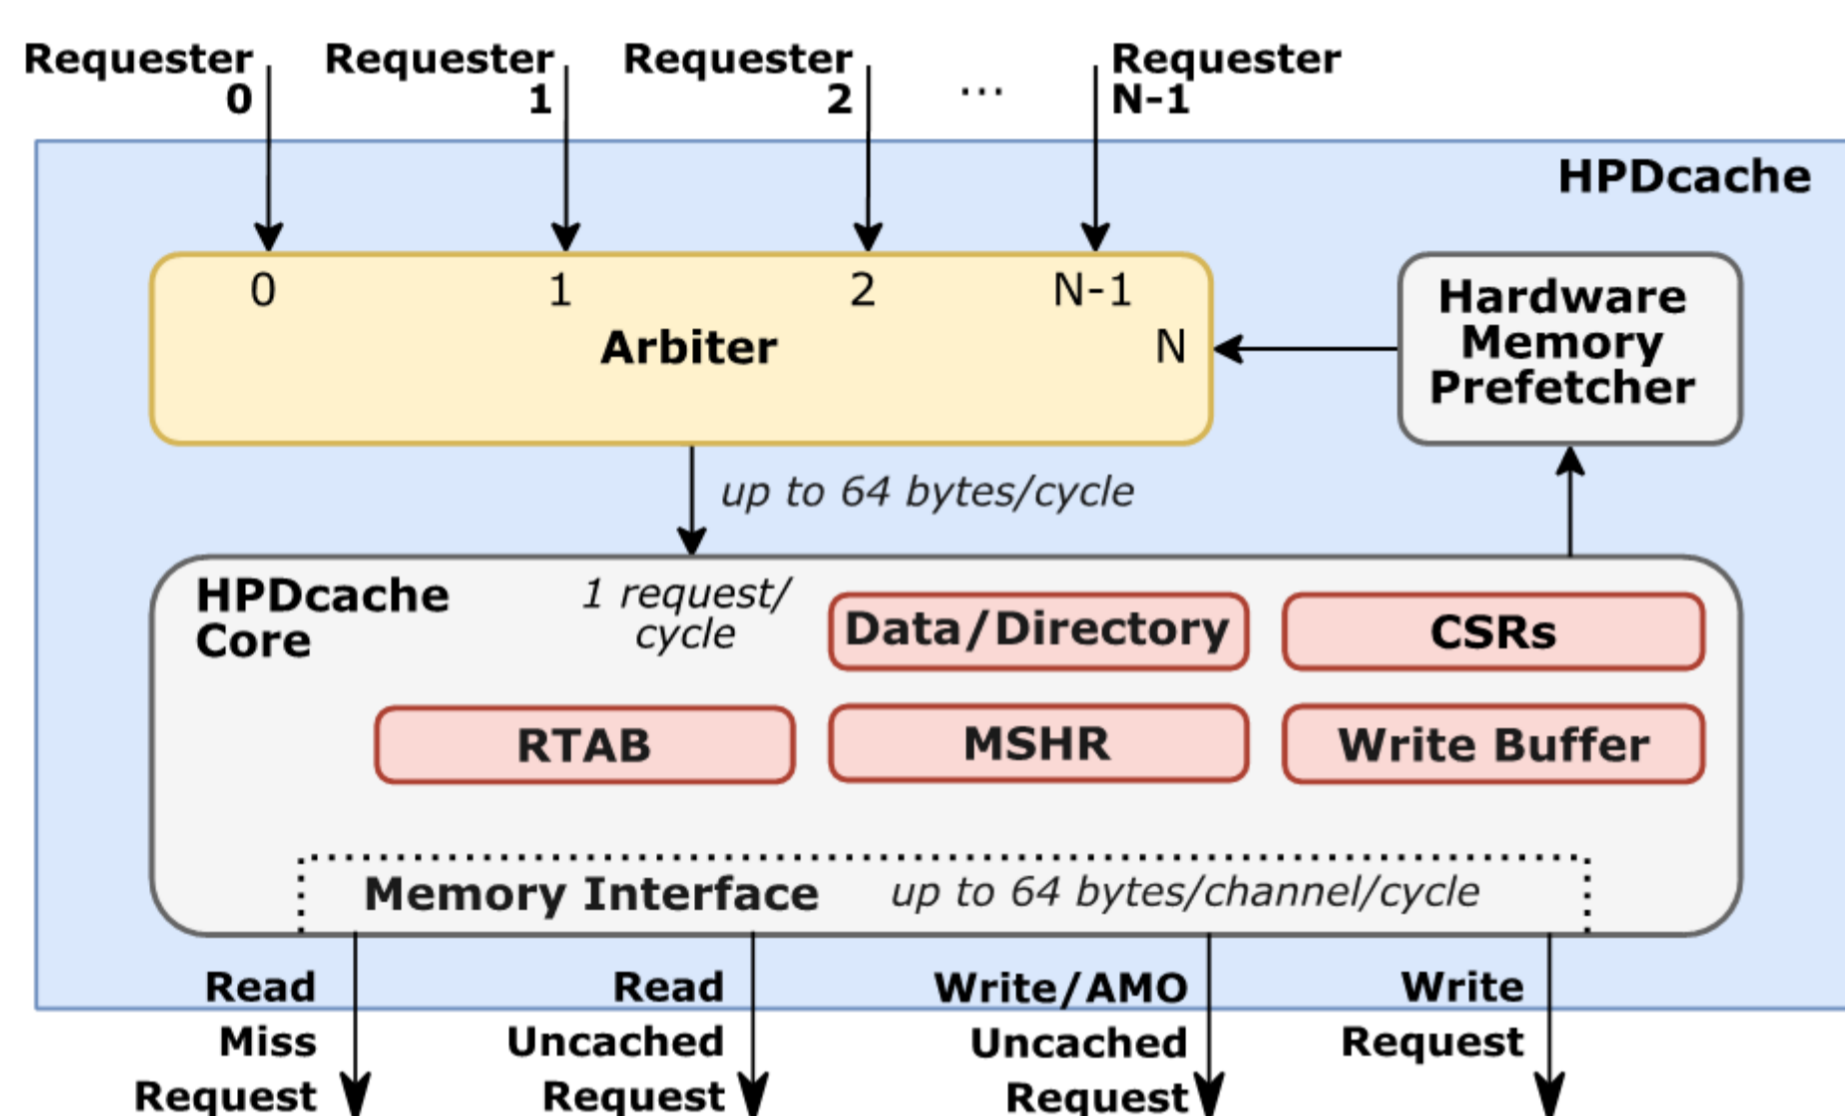 Requester
0
Requester
1
Requester
2
...
Requester
N-1
HPDcache
0
1
2
N-1
Arbiter
N
Hardware
Memory
Prefetcher
up to 64 bytes/cycle
HPDcache
Core
1 request/
cycle
Data/Directory
CSRs
RTAB
MSHR
Write Buffer
Memory Interface
up to 64 bytes/channel/cycle
Read
Miss
Request
Read
Uncached
Request
Write/AMO
Uncached
Request
Write
Request